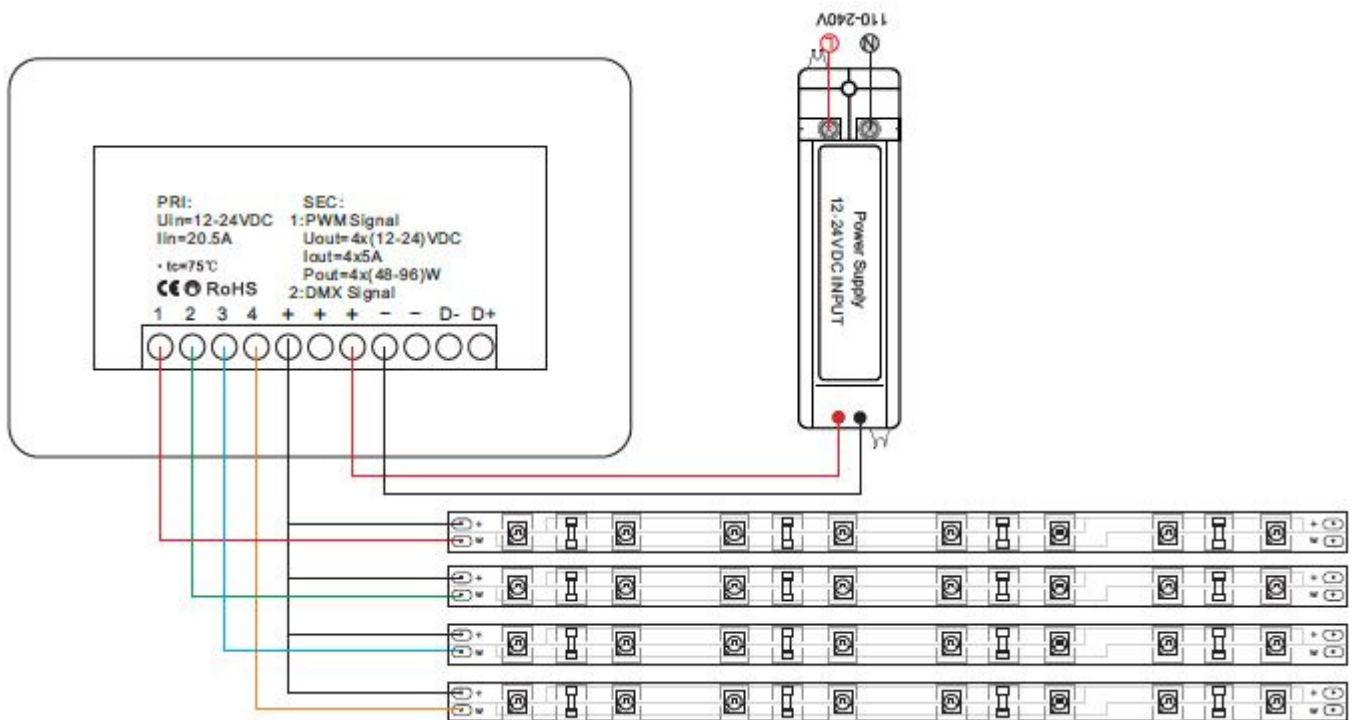 110-240V
L N
PRI:
Uin=12-24VDC
Iin=20.5A
• tc=75℃
CE RoHS
SEC:
1:PWM Signal
Uout=4x(12-24)VDC
Iout=4x5A
Pout=4x(48-96)W
2:DMX Signal
1 2 3 4 + + + − − D- D+
Power Supply
12-24VDC INPUT
+ +
W W
+ +
W W
+ +
W W
+ +
W W